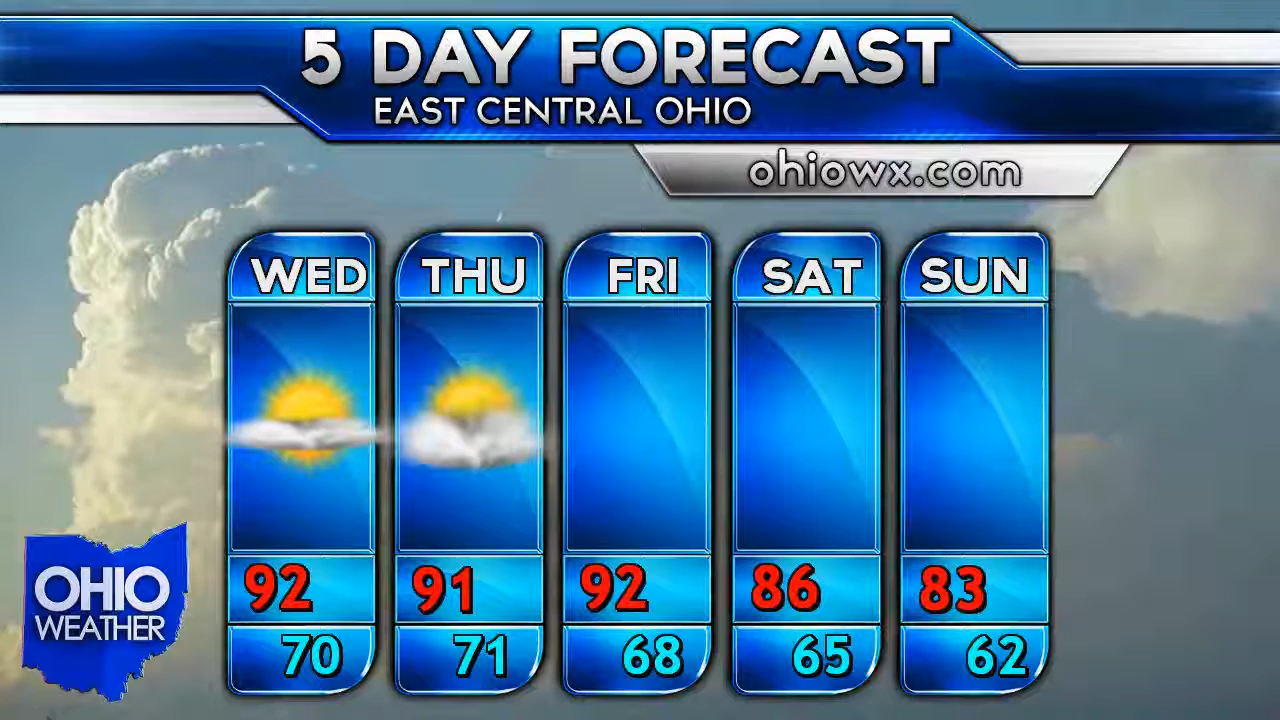 5 DAY FORECAST
EAST CENTRAL OHIO
ohiowx.com
WED THU FRI SAT SUN
92 91 92 86 83
70 71 68 65 62
OHIO
WEATHER